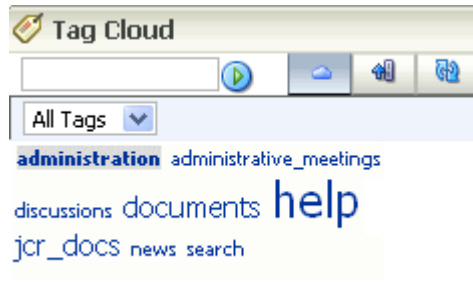 Tag Cloud
All Tags
administration administrative_meetings
discussions documents help
jcr_docs news search